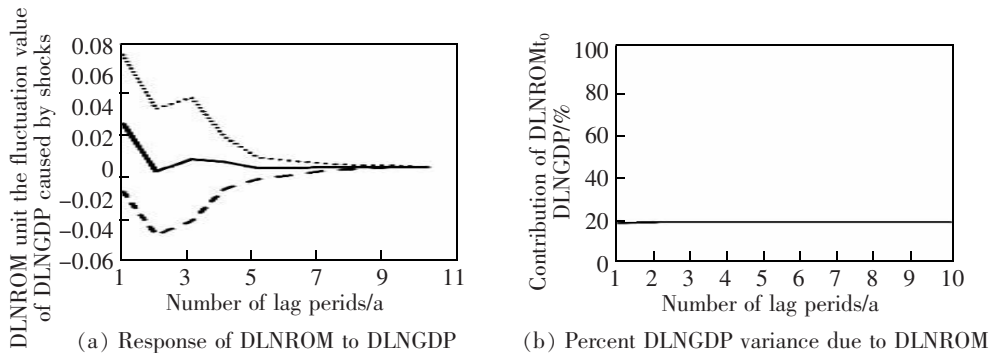 DLNROM unit the fluctuation value
of DLNGDP caused by shocks
0.08
0.06
0.04
0.02
0
-0.02
-0.04
-0.06
1 3 5 7 9 11
Number of lag perids/a
(a) Response of DLNROM to DLNGDP
Contribution of DLNROMt₀
DLNGDP/%
100
80
60
40
20
0
1 2 3 4 5 6 7 8 9 10
Number of lag perids/a
(b) Percent DLNGDP variance due to DLNROM